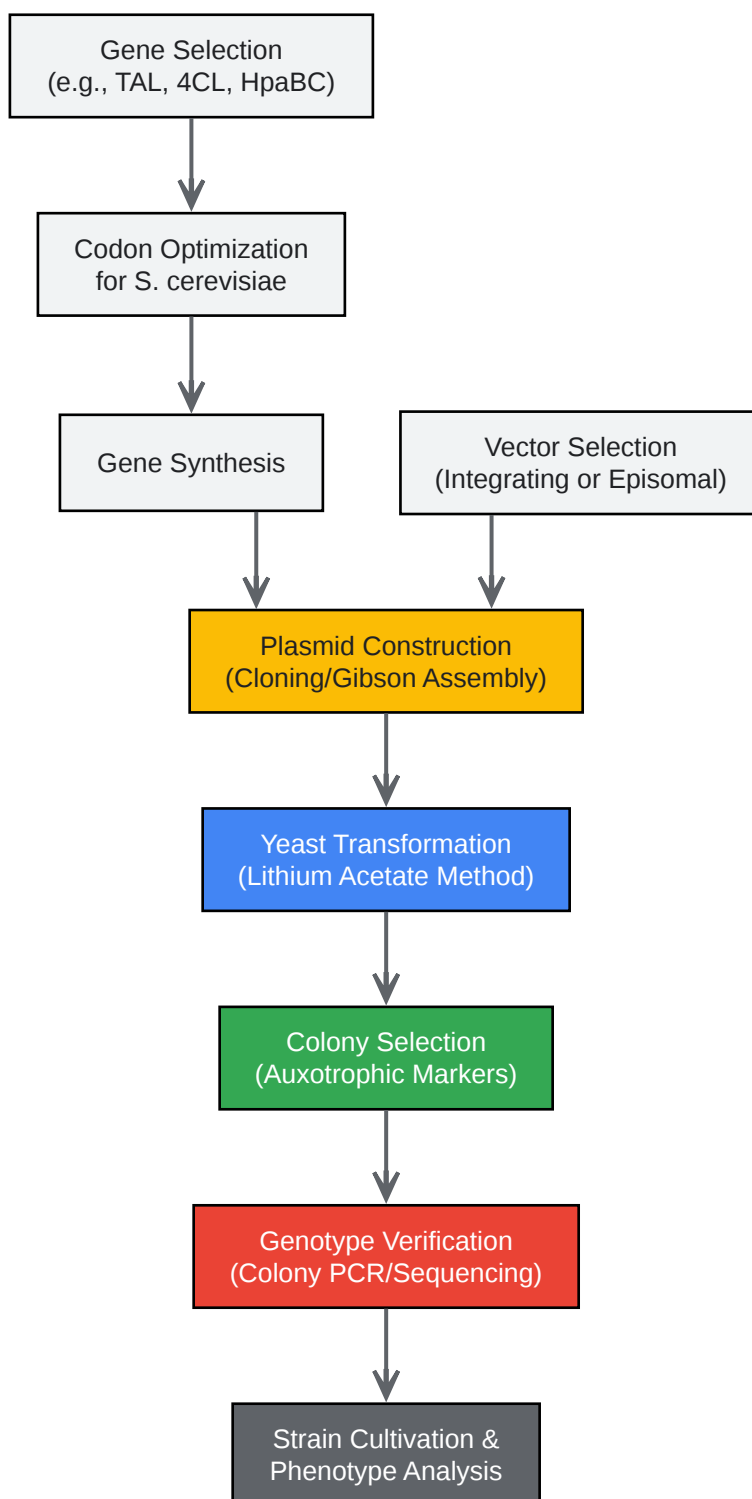 Gene Selection
(e.g., TAL, 4CL, HpaBC)
Codon Optimization
for S. cerevisiae
Gene Synthesis
Vector Selection
(Integrating or Episomal)
Plasmid Construction
(Cloning/Gibson Assembly)
Yeast Transformation
(Lithium Acetate Method)
Colony Selection
(Auxotrophic Markers)
Genotype Verification
(Colony PCR/Sequencing)
Strain Cultivation &
Phenotype Analysis